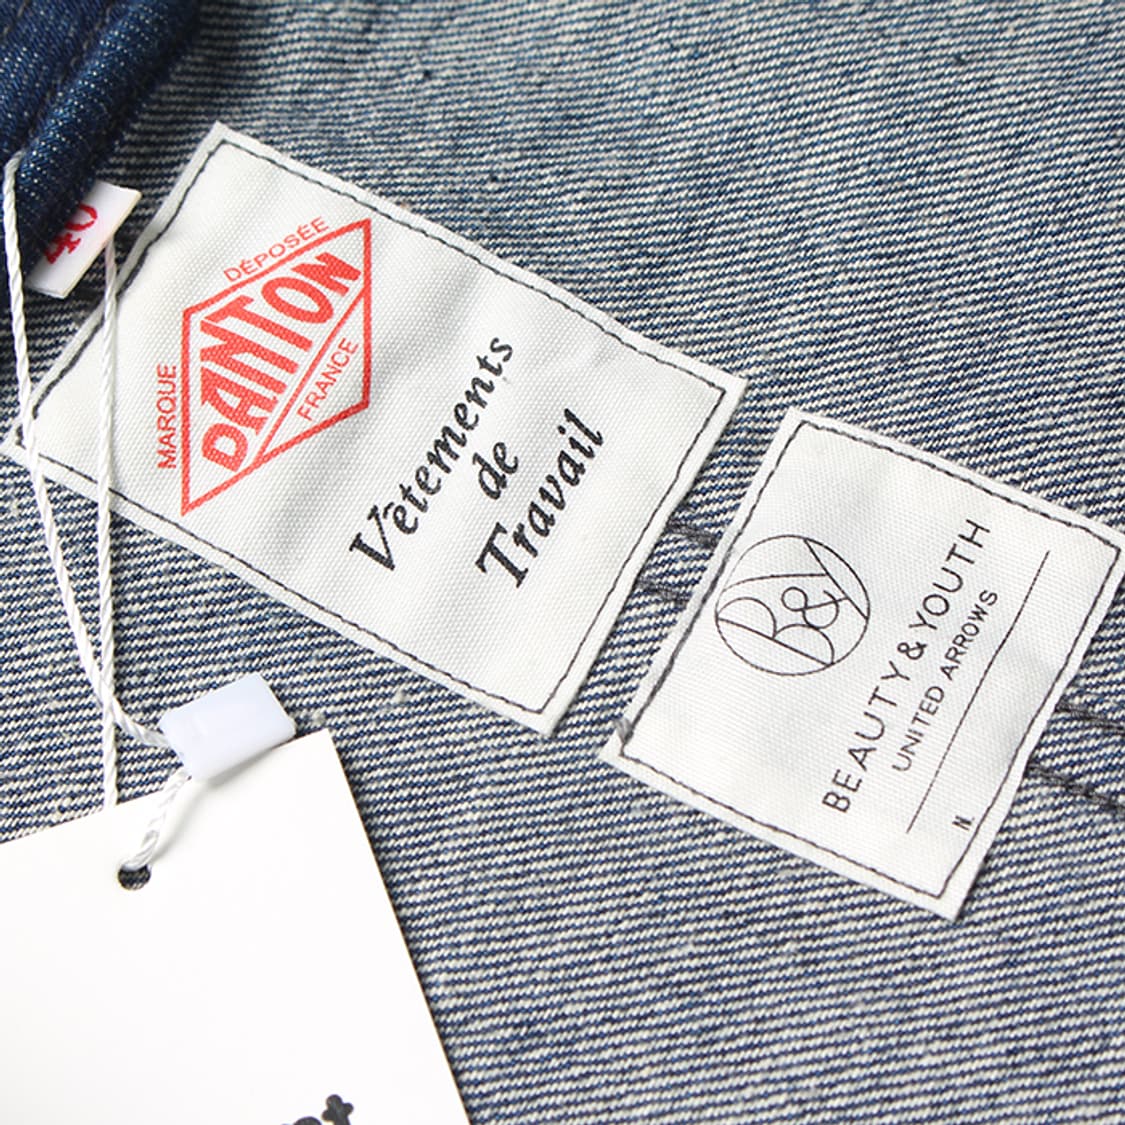 40
MARQUE DÉPOSÉE
DANTON
FRANCE
Vêtements
de
Travail
B&Y
BEAUTY & YOUTH
UNITED ARROWS
N.